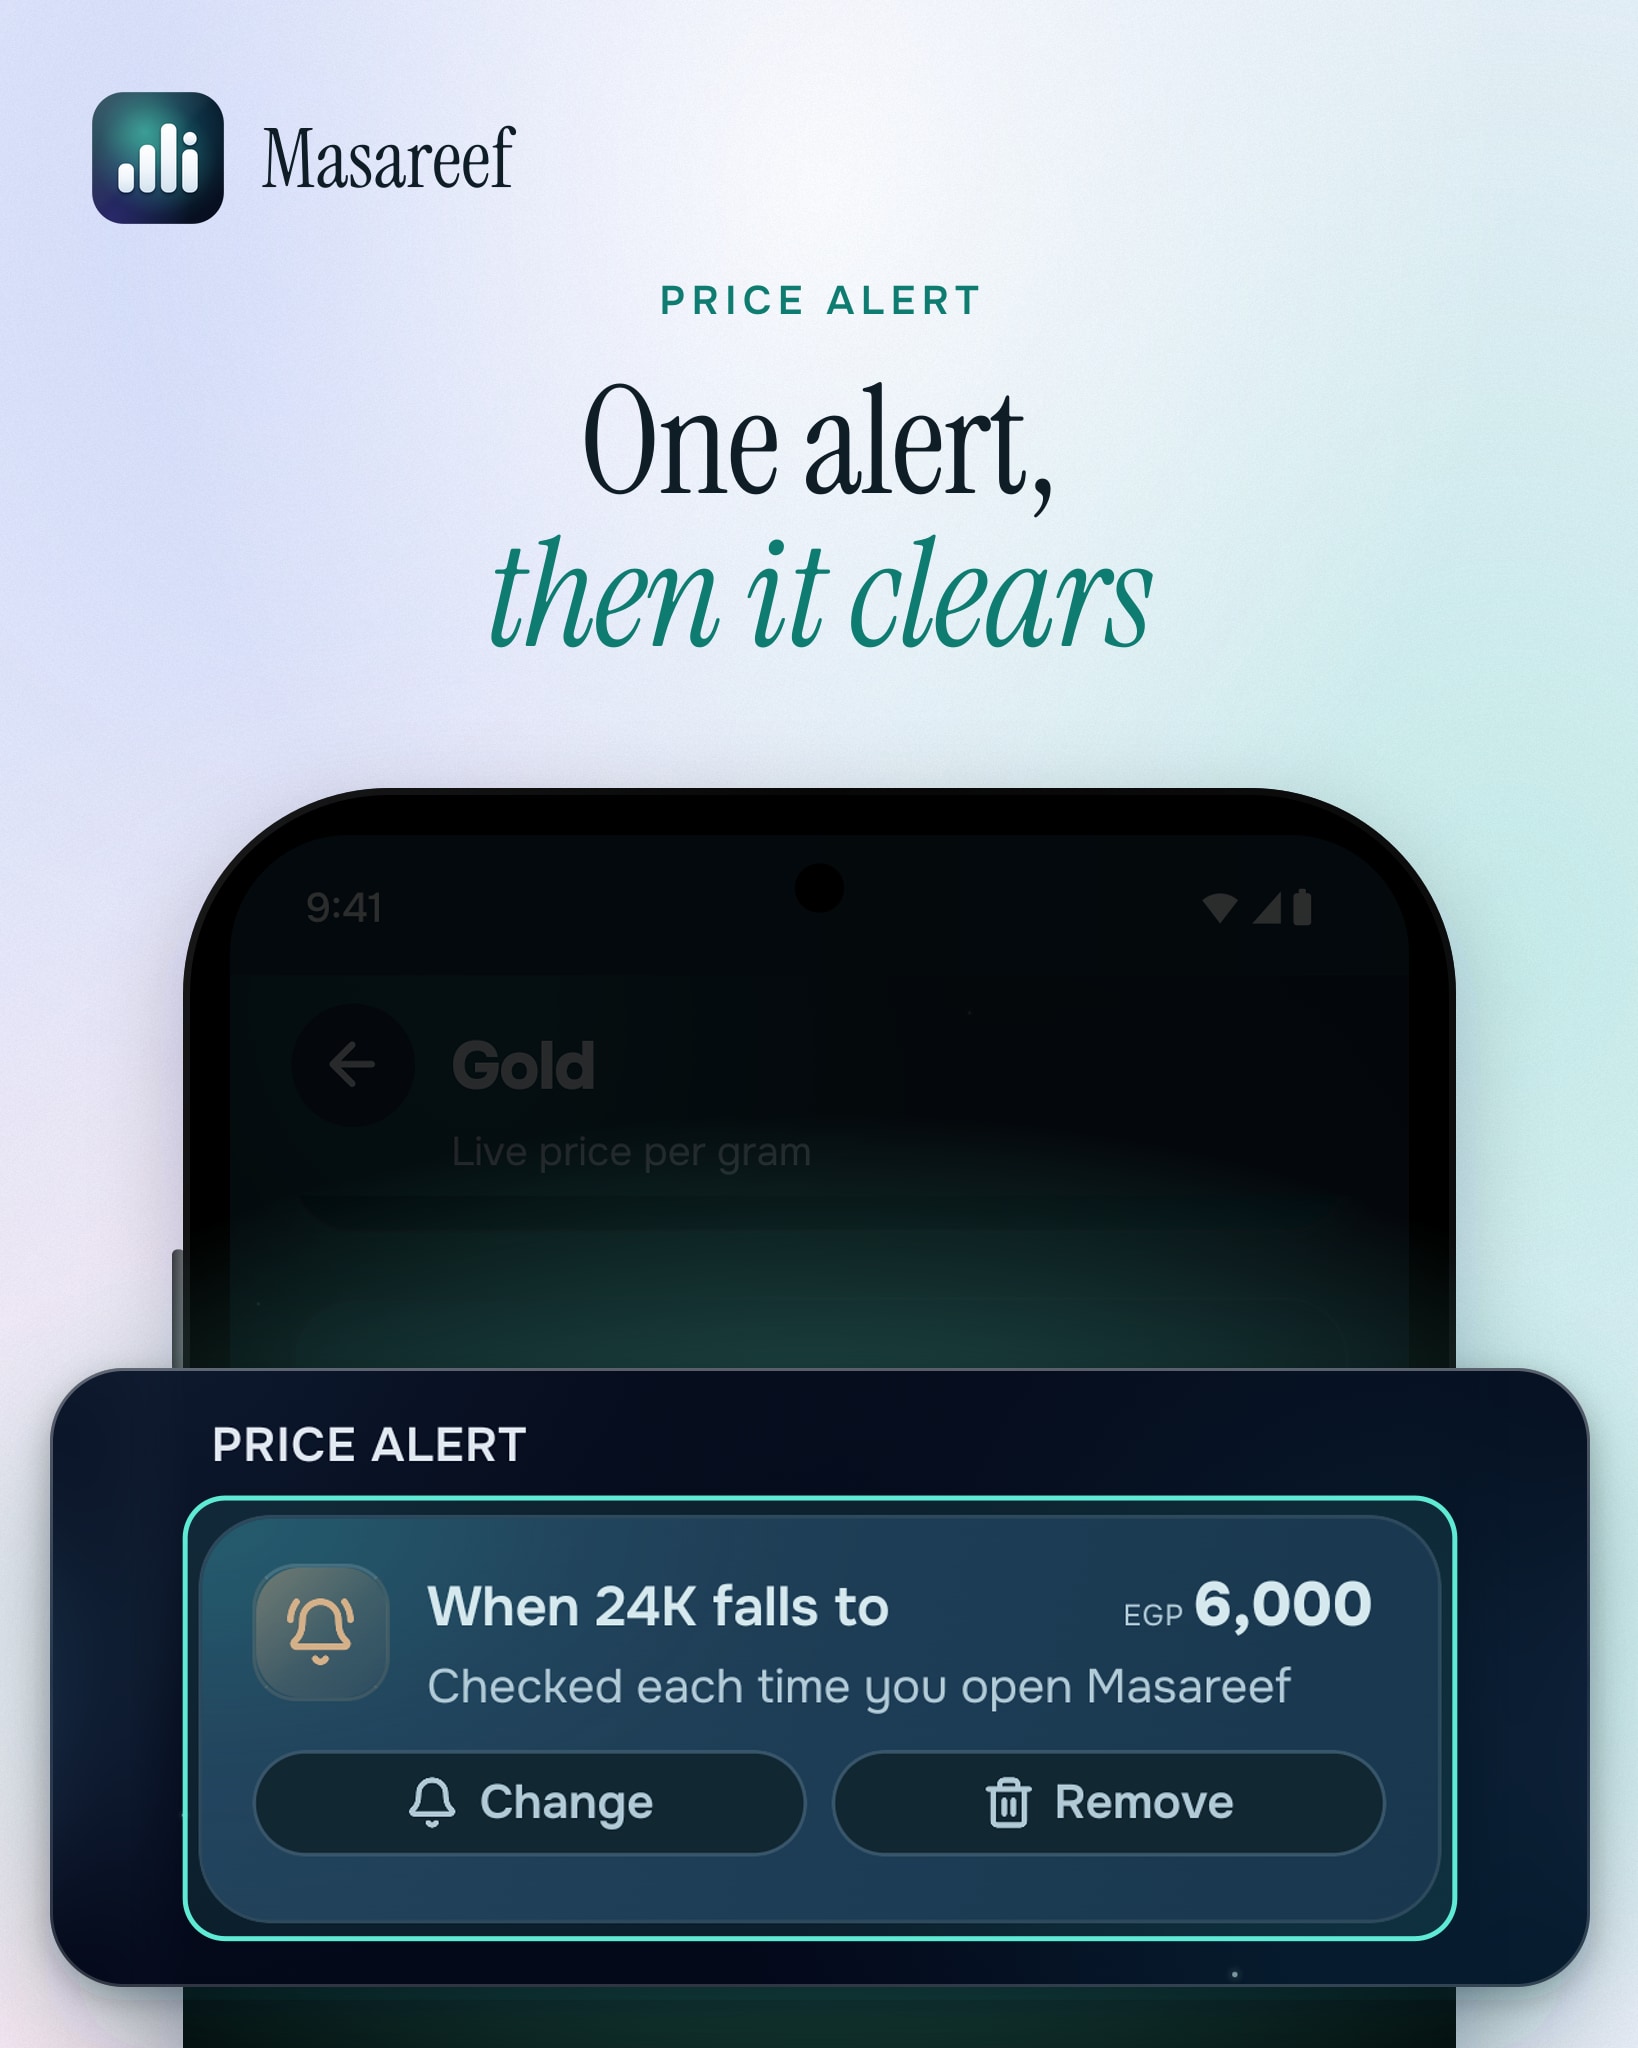 Masareef
PRICE ALERT
One alert,
then it clears
9:41
Gold
Live price per gram
PRICE ALERT
When 24K falls to EGP 6,000
Checked each time you open Masareef
Change Remove